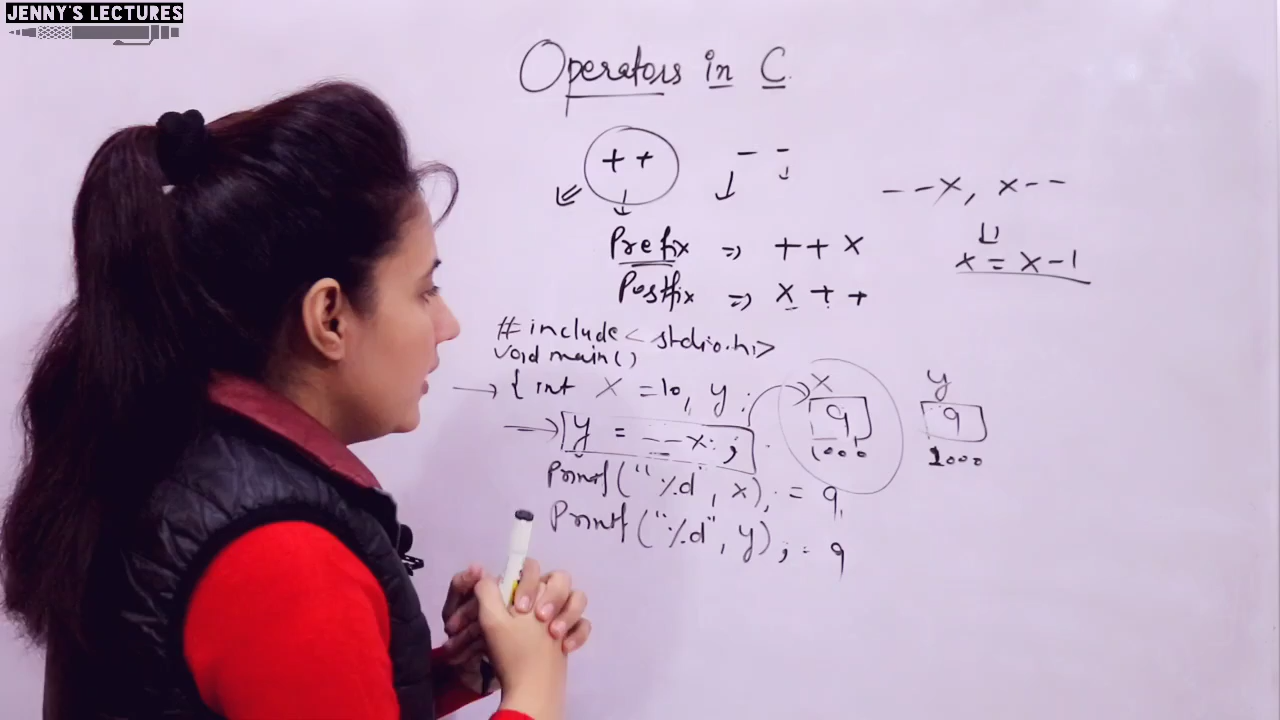 JENNY'S LECTURES
Operators in C
++ --
--x, x--
Prefix => ++x
x = x-1
Postfix => x++
#include<stdio.h>
void main()
{ int x = 10, y;
x y
9 9
y = --x;
1000 1000
Printf("%d", x); = 9
Printf("%d", y); = 9